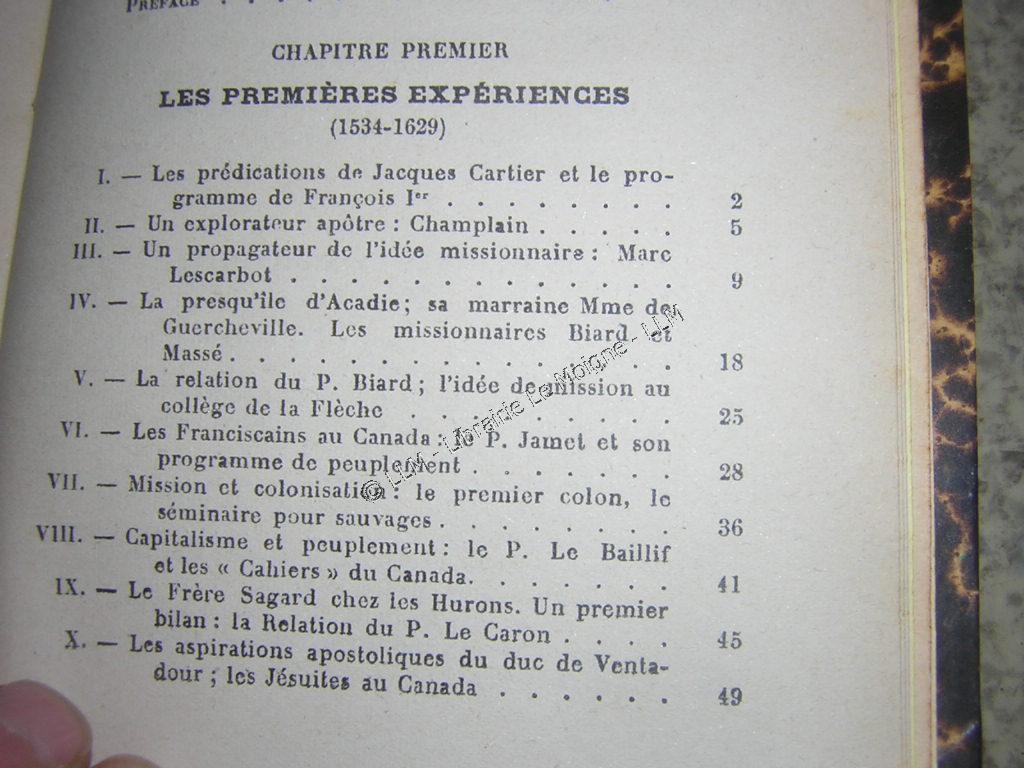 PRÉFACE
CHAPITRE PREMIER
LES PREMIÈRES EXPÉRIENCES
(1534-1629)
I. — Les prédications de Jacques Cartier et le pro-
gramme de François Ier . . . . . . . . 2
II. — Un explorateur apôtre : Champlain . . . . . 5
III. — Un propagateur de l'idée missionnaire : Marc
Lescarbot . . . . . . . . . . . . . 9
IV. — La presqu'île d'Acadie ; sa marraine Mme de
Guercheville. Les missionnaires Biard et
Massé . . . . . . . . . . . . . . . 18
V. — La relation du P. Biard ; l'idée de mission au
collège de la Flèche . . . . . . . . . 25
VI. — Les Franciscains au Canada : le P. Jamet et son
programme de peuplement . . . . . . . 28
VII. — Mission et colonisation : le premier colon, le
séminaire pour sauvages . . . . . . . . 36
VIII. — Capitalisme et peuplement : le P. Le Baillif
et les « Cahiers » du Canada. . . . . . . 41
IX. — Le Frère Sagard chez les Hurons. Un premier
bilan : la Relation du P. Le Caron . . . . 45
X. — Les aspirations apostoliques du duc de Venta-
dour ; les Jésuites au Canada . . . . . . 49
© LLM - Librairie Le Moigne - LLM